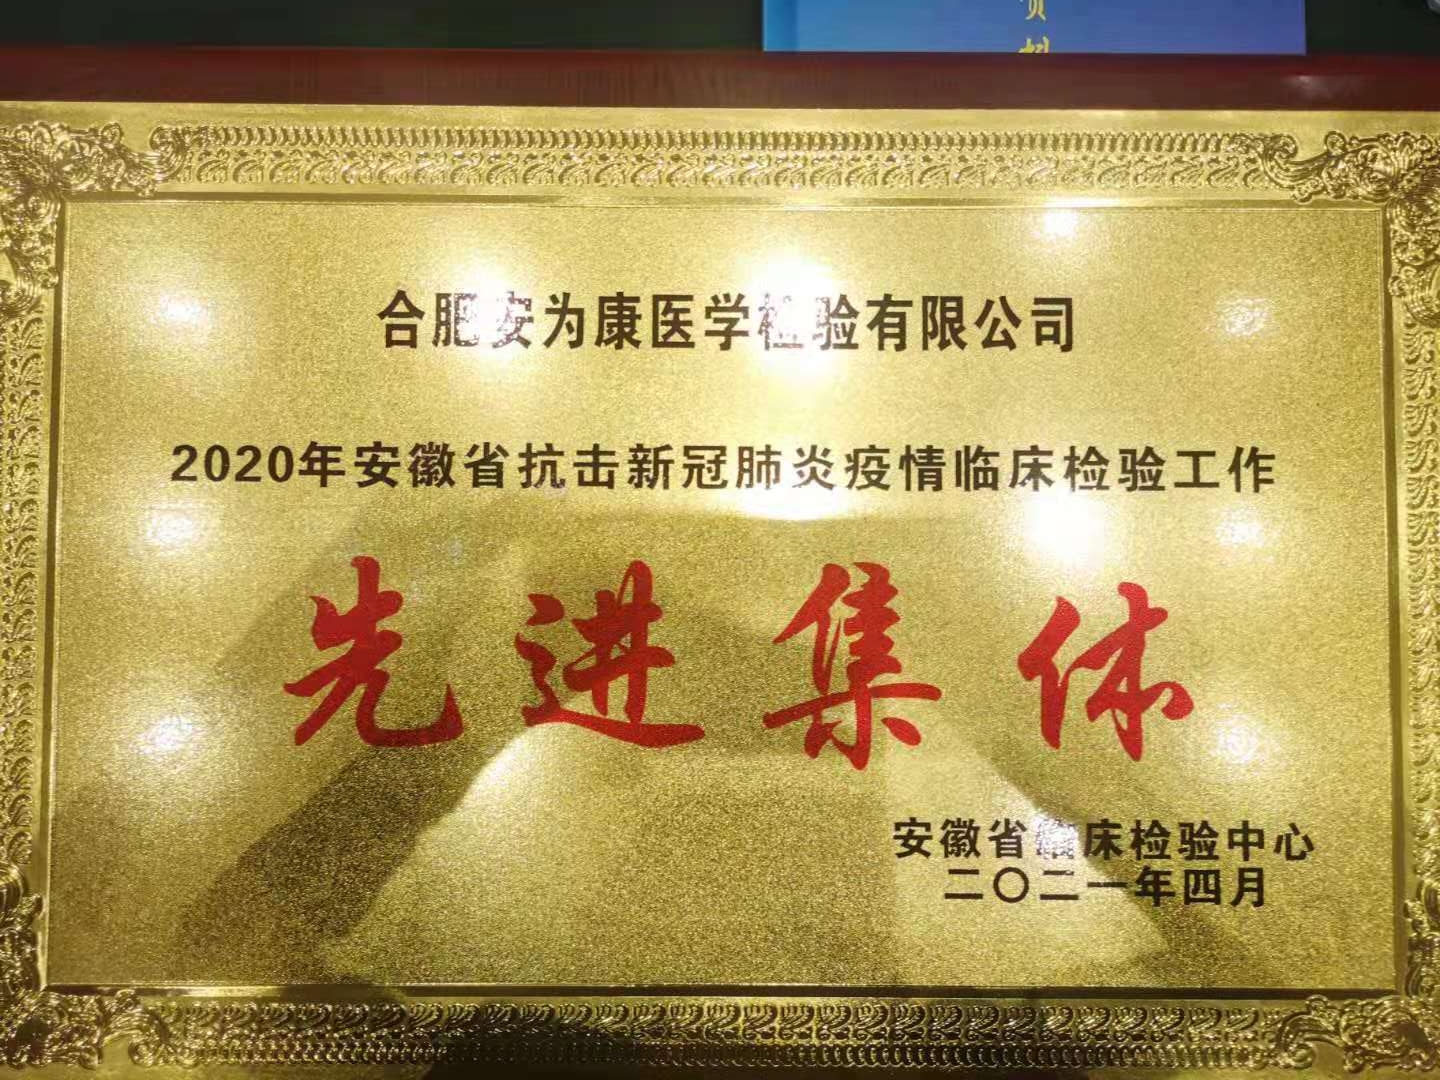 合肥安为康医学检验有限公司
2020年安徽省抗击新冠肺炎疫情临床检验工作
先进集体
安徽省临床检验中心
二〇二一年四月